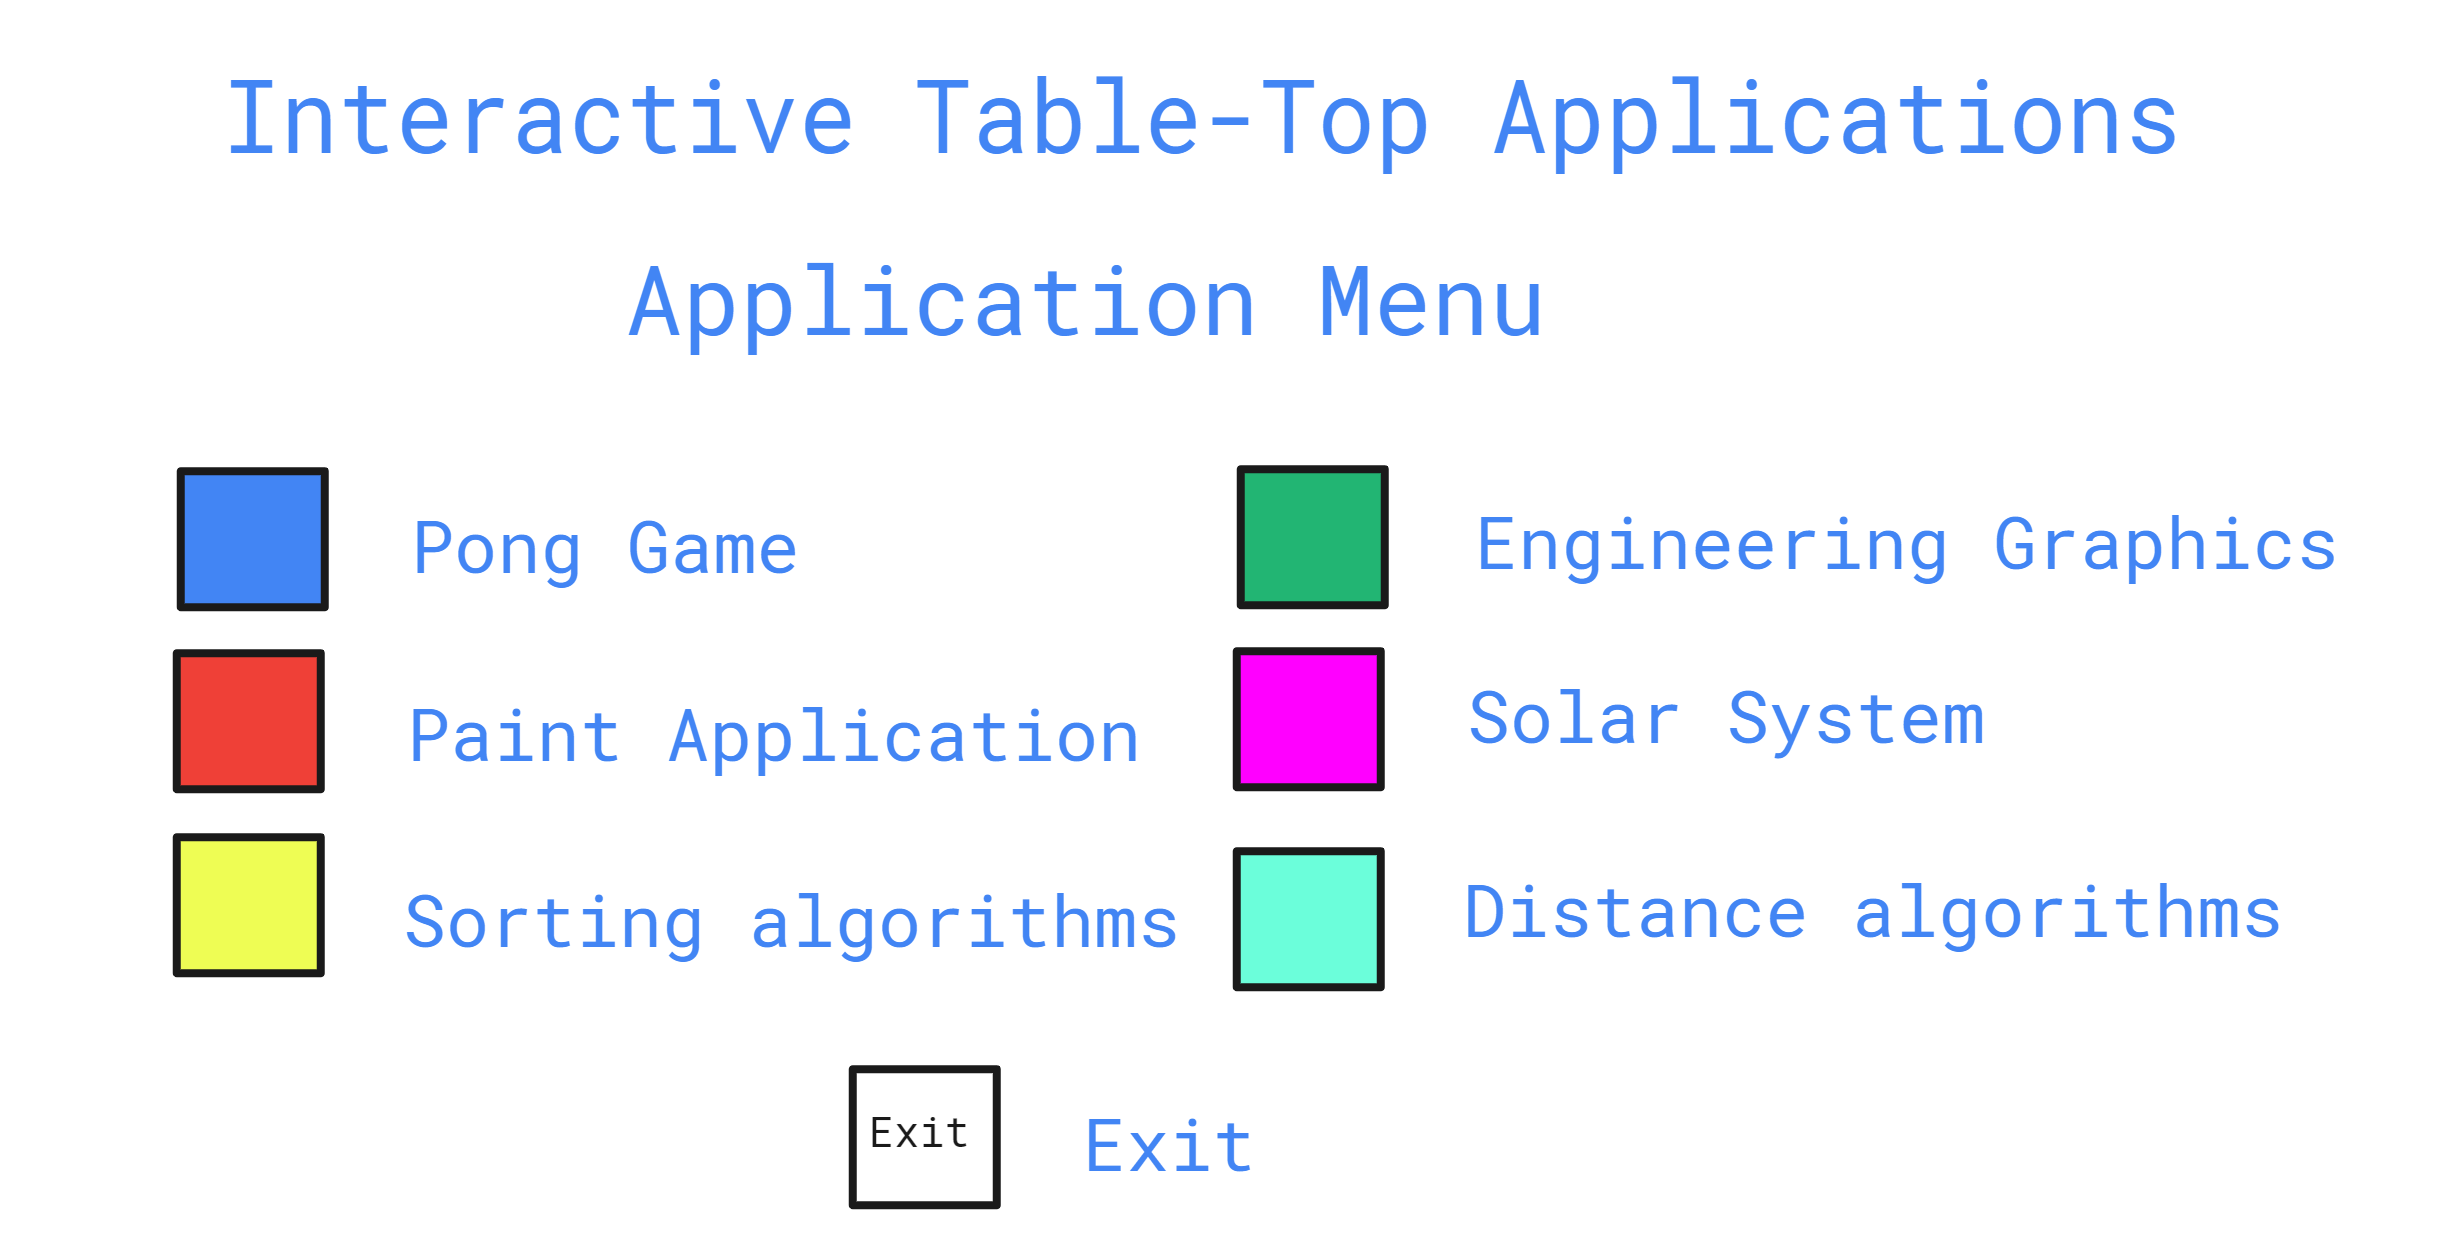 Interactive Table-Top Applications
Application Menu
Pong Game
Engineering Graphics
Paint Application
Solar System
Sorting algorithms
Distance algorithms
Exit
Exit